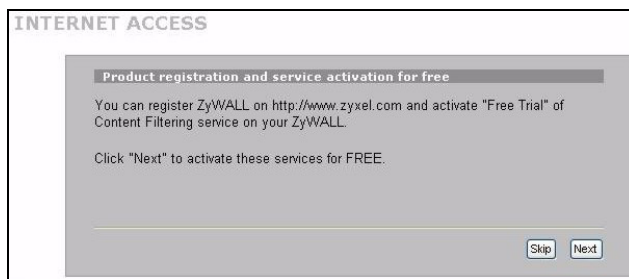 INTERNET ACCESS
Product registration and service activation for free
You can register ZyWALL on http://www.zyxel.com and activate "Free Trial" of
Content Filtering service on your ZyWALL.
Click "Next" to activate these services for FREE.
Skip Next